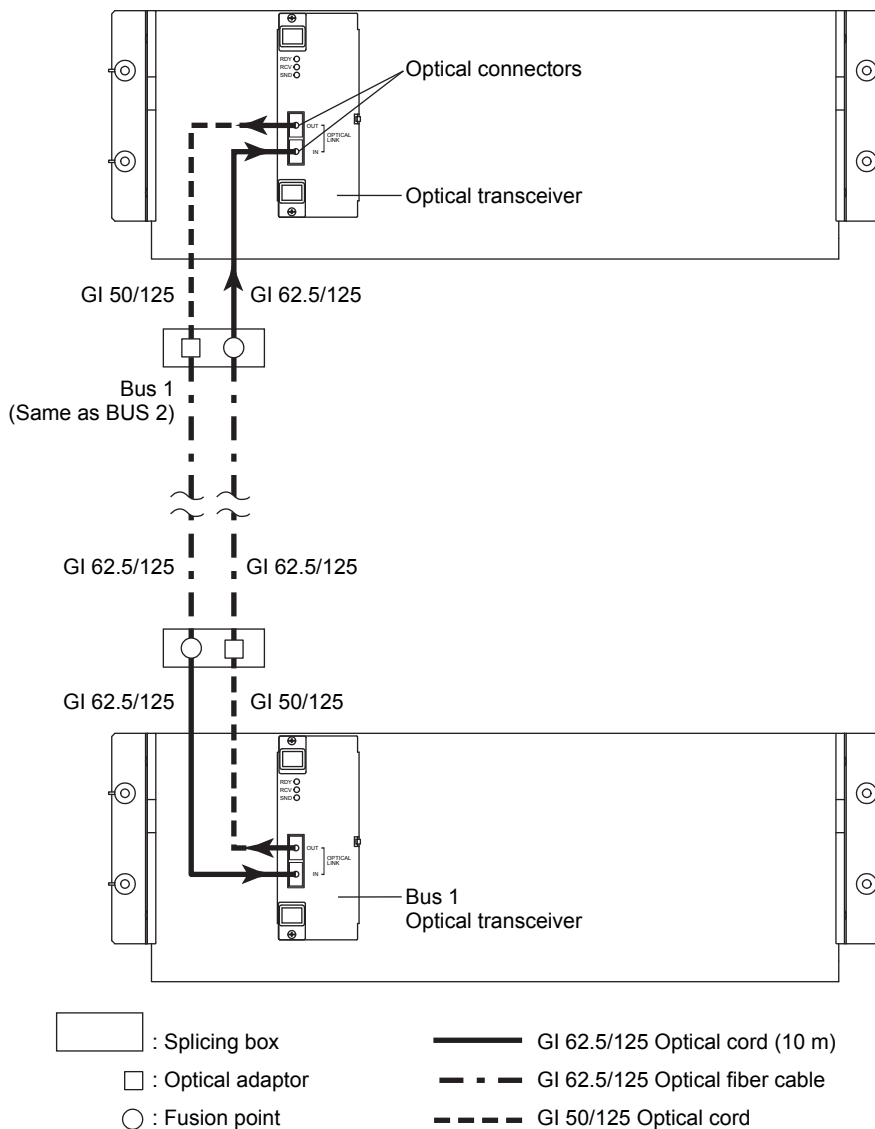 RDY
RCV
SND
Optical connectors
OUT
OPTICAL
LINK
IN
Optical transceiver
GI 50/125
GI 62.5/125
Bus 1
(Same as BUS 2)
GI 62.5/125
GI 62.5/125
GI 62.5/125
GI 50/125
RDY
RCV
SND
OUT
OPTICAL
LINK
IN
Bus 1
Optical transceiver
: Splicing box
GI 62.5/125 Optical cord (10 m)
: Optical adaptor
GI 62.5/125 Optical fiber cable
: Fusion point
GI 50/125 Optical cord